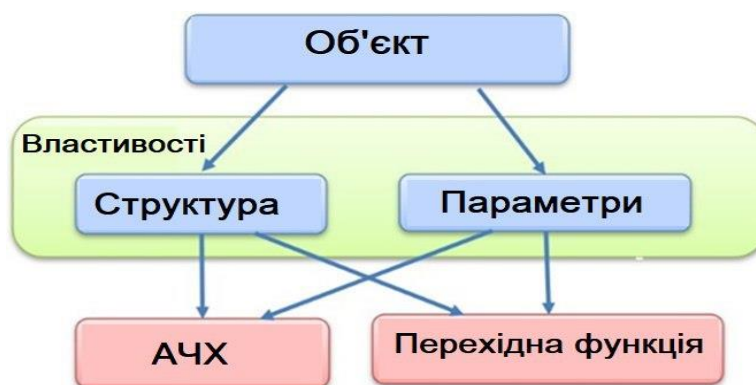 Об'єкт
Властивості
Структура
Параметри
АЧХ
Перехідна функція